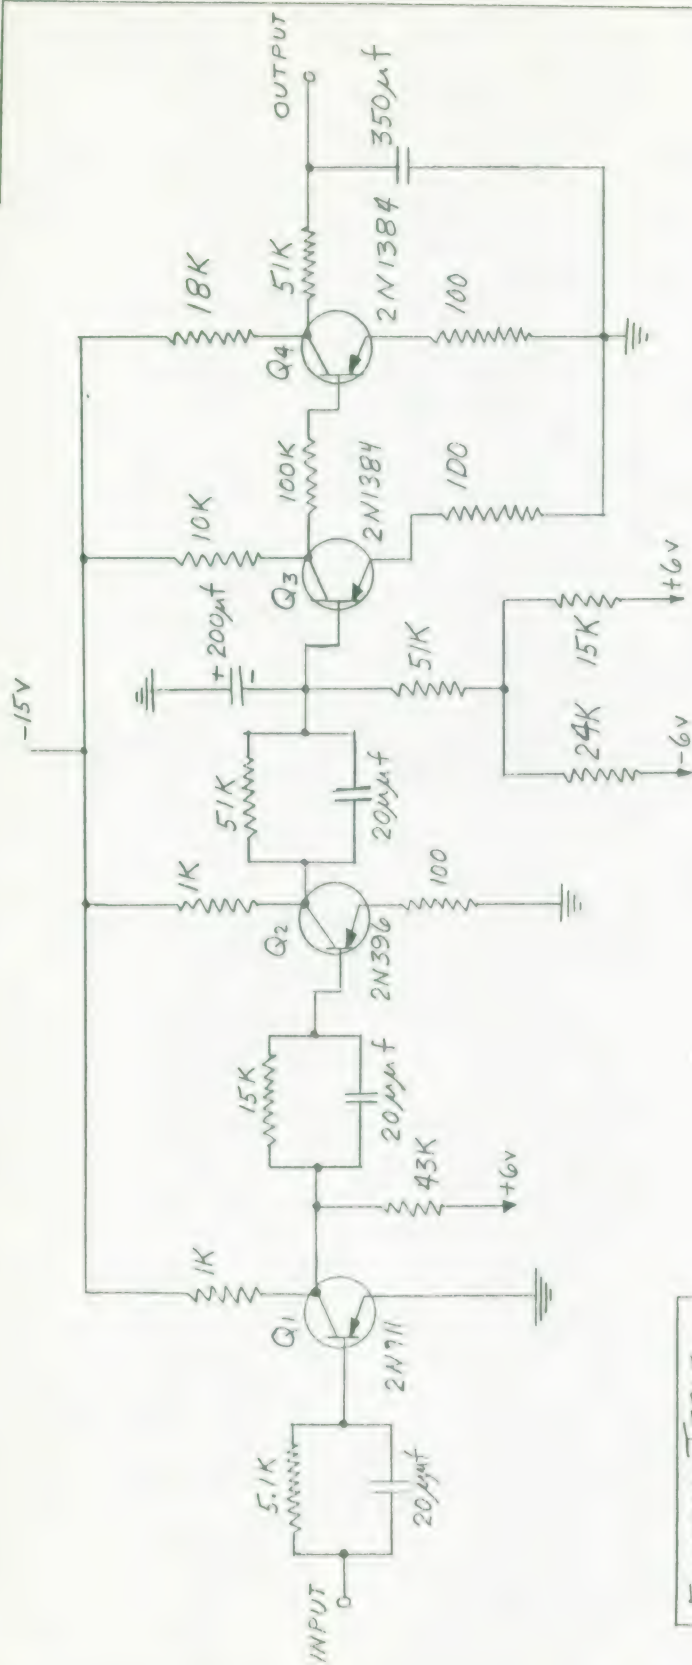 -15V
1K
1K
10K
18K
+ 200μf
-
5.1K
Q1
15K
Q2
51K
Q3
100K
Q4
51K
OUTPUT
INPUT
20μμf
2N711
43K
+6v
20μμf
2N396
100
20μμf
51K
24K
-6v
15K
+6v
2N1384
100
2N1384
100
350μf